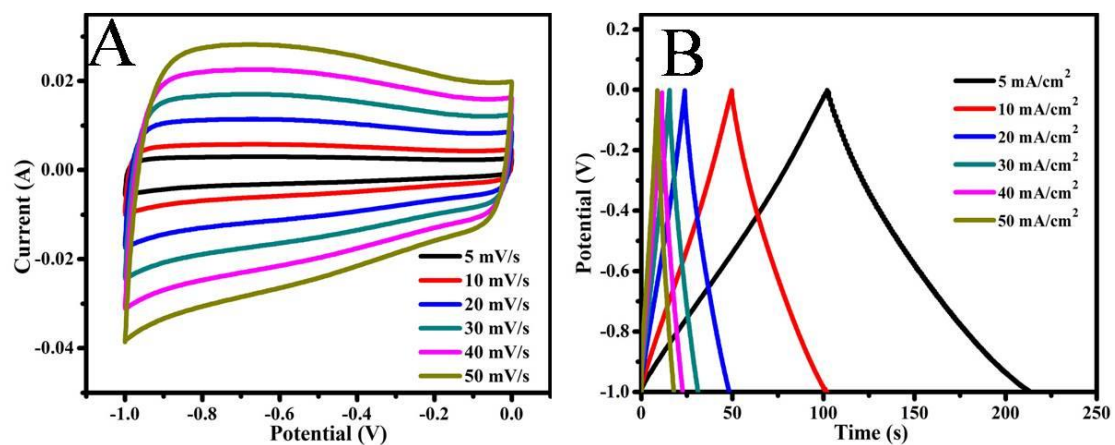 A
Current (A)
0.02
0.00
-0.02
-0.04
-1.0
-0.8
-0.6
-0.4
-0.2
0.0
Potential (V)
5 mV/s
10 mV/s
20 mV/s
30 mV/s
40 mV/s
50 mV/s
B
Potential (V)
0.2
0.0
-0.2
-0.4
-0.6
-0.8
-1.0
0
50
100
150
200
250
Time (s)
5 mA/cm²
10 mA/cm²
20 mA/cm²
30 mA/cm²
40 mA/cm²
50 mA/cm²